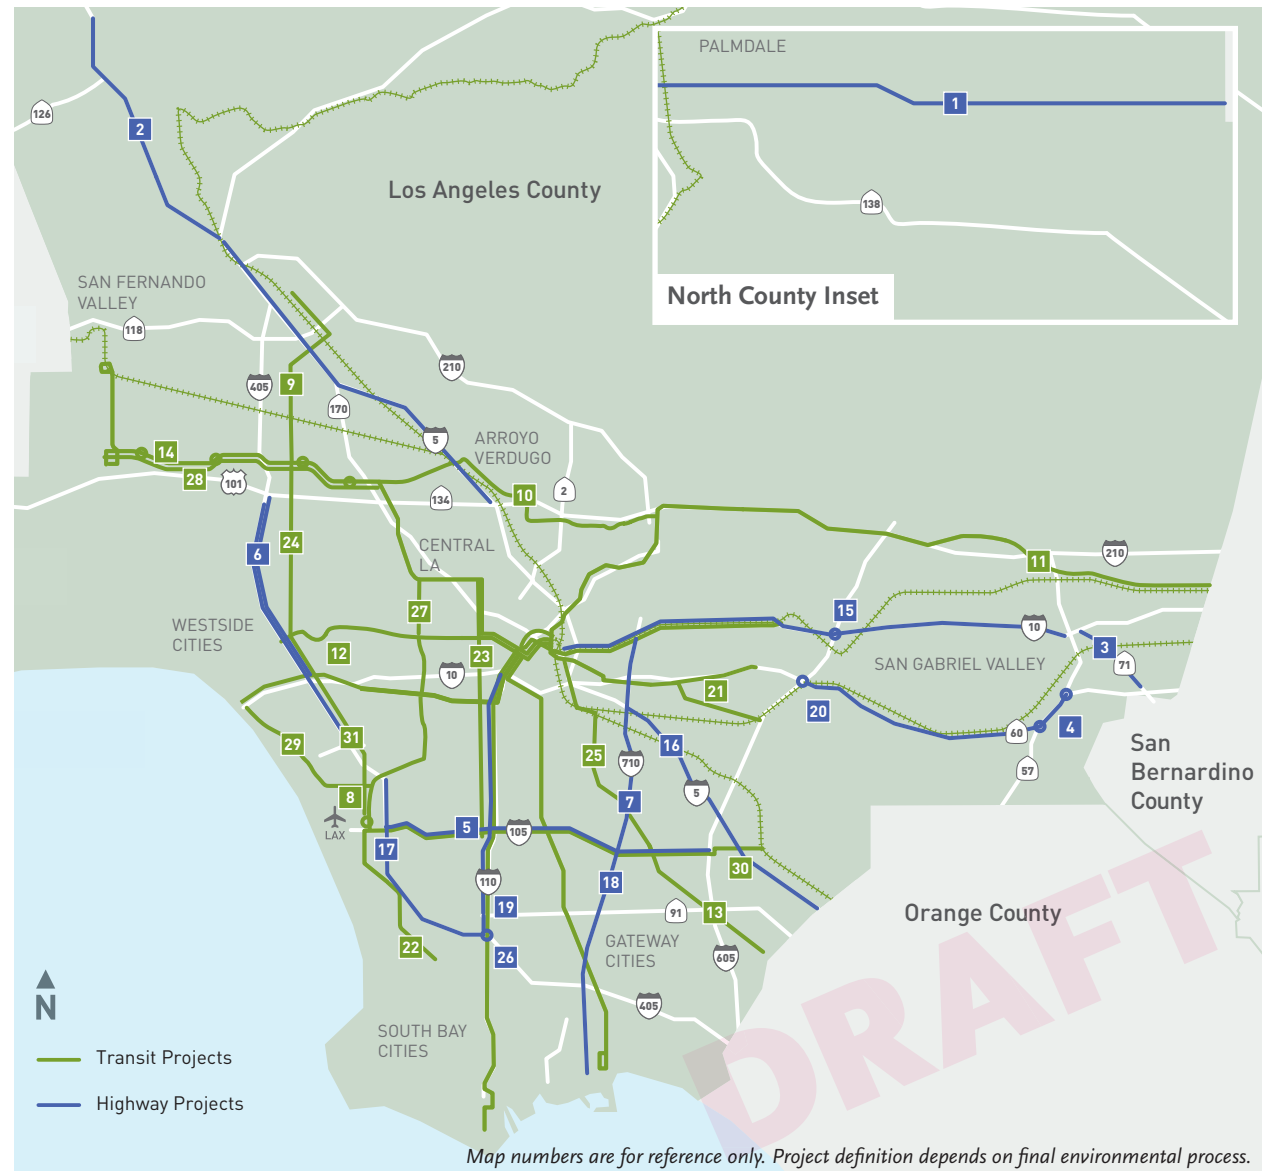 PALMDALE
1
138
North County Inset
126
2
Los Angeles County
SAN FERNANDO
VALLEY
118
210
405
9
170
5
ARROYO
VERDUGO
14
28
101
134
10
2
CENTRAL
LA
6
24
11
210
27
15
WESTSIDE
CITIES
12
23
10
10
3
71
SAN GABRIEL VALLEY
21
20
4
60
57
San
Bernardino
County
29
31
25
16
710
5
8
7
LAX
5
105
17
30
110
18
19
91
13
Orange County
22
26
GATEWAY
CITIES
605
405
N
SOUTH BAY
CITIES
Transit Projects
Highway Projects
DRAFT
Map numbers are for reference only. Project definition depends on final environmental process.